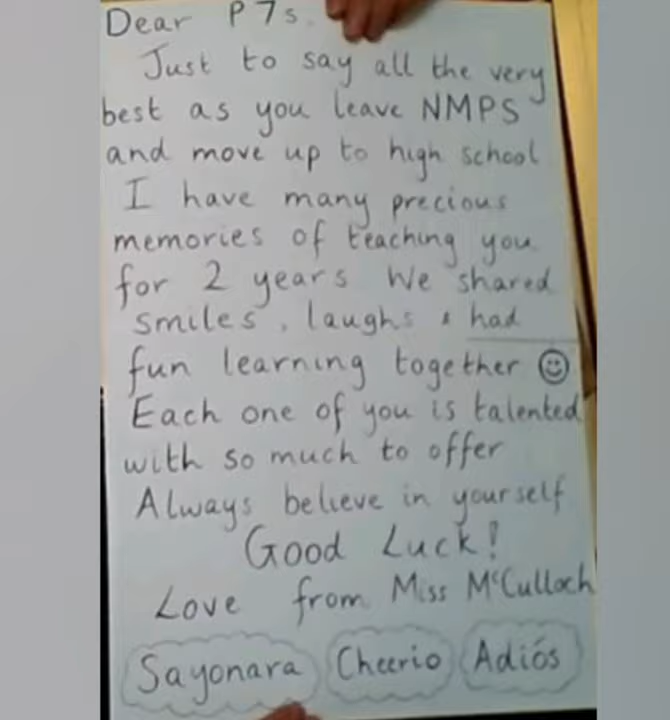 Dear P7s.
Just to say all the very
best as you leave NMPS
and move up to high school
I have many precious
memories of teaching you
for 2 years We shared
smiles, laughs & had
fun learning together ☺
Each one of you is talented
with so much to offer
Always believe in yourself
Good Luck!
Love from Miss McCulloch
Sayonara Cheerio Adiós